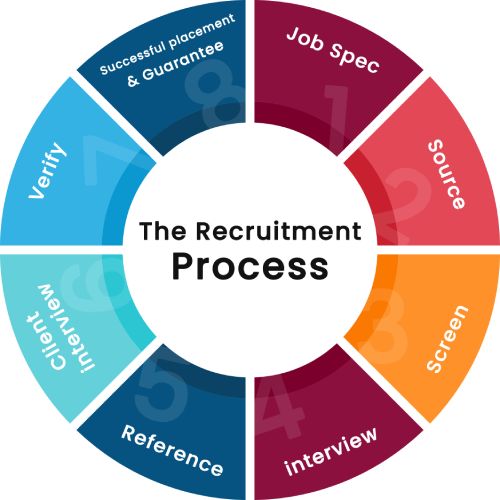 The Recruitment
Process
1
Job Spec
2
Source
3
Screen
4
interview
5
Reference
6
Client
interview
7
Verify
8
Successful placement
& Guarantee